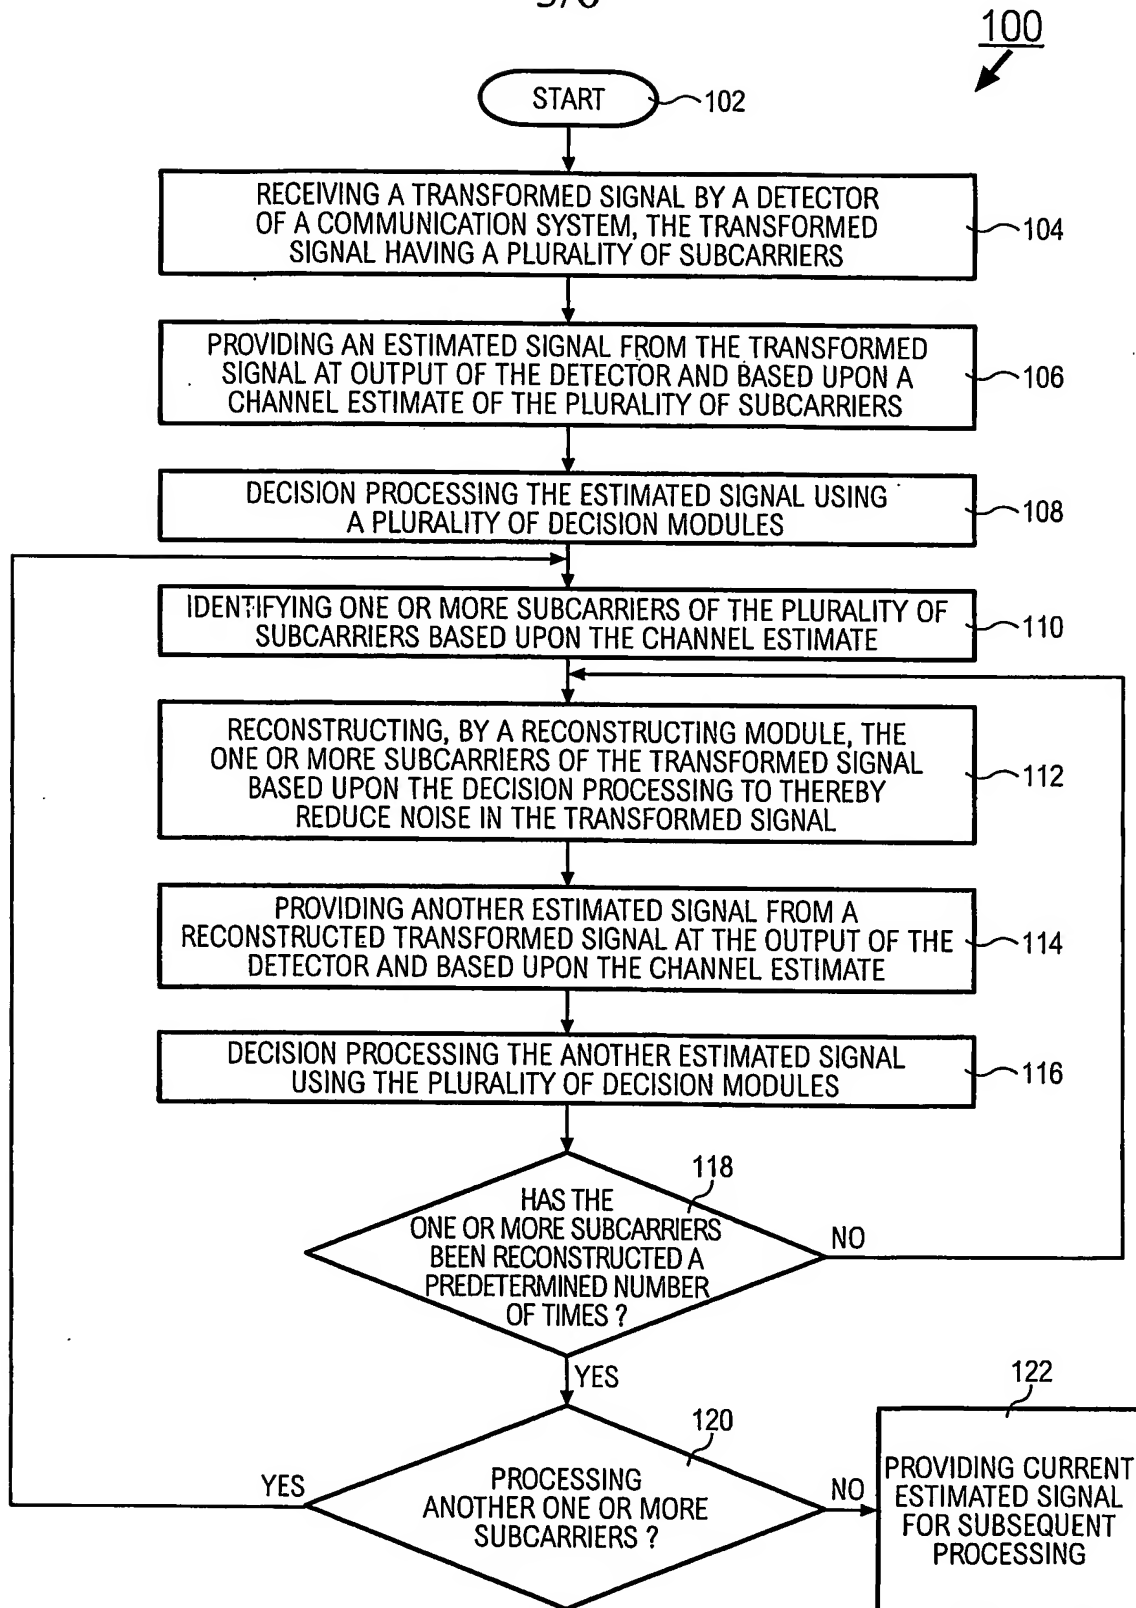 100
START
102
RECEIVING A TRANSFORMED SIGNAL BY A DETECTOR
OF A COMMUNICATION SYSTEM, THE TRANSFORMED
SIGNAL HAVING A PLURALITY OF SUBCARRIERS
104
PROVIDING AN ESTIMATED SIGNAL FROM THE TRANSFORMED
SIGNAL AT OUTPUT OF THE DETECTOR AND BASED UPON A
CHANNEL ESTIMATE OF THE PLURALITY OF SUBCARRIERS
106
DECISION PROCESSING THE ESTIMATED SIGNAL USING
A PLURALITY OF DECISION MODULES
108
IDENTIFYING ONE OR MORE SUBCARRIERS OF THE PLURALITY OF
SUBCARRIERS BASED UPON THE CHANNEL ESTIMATE
110
RECONSTRUCTING, BY A RECONSTRUCTING MODULE, THE
ONE OR MORE SUBCARRIERS OF THE TRANSFORMED SIGNAL
BASED UPON THE DECISION PROCESSING TO THEREBY
REDUCE NOISE IN THE TRANSFORMED SIGNAL
112
PROVIDING ANOTHER ESTIMATED SIGNAL FROM A
RECONSTRUCTED TRANSFORMED SIGNAL AT THE OUTPUT OF THE
DETECTOR AND BASED UPON THE CHANNEL ESTIMATE
114
DECISION PROCESSING THE ANOTHER ESTIMATED SIGNAL
USING THE PLURALITY OF DECISION MODULES
116
118
HAS THE
ONE OR MORE SUBCARRIERS
BEEN RECONSTRUCTED A
PREDETERMINED NUMBER
OF TIMES ?
NO
YES
120
PROCESSING
ANOTHER ONE OR MORE
SUBCARRIERS ?
YES
NO
122
PROVIDING CURRENT
ESTIMATED SIGNAL
FOR SUBSEQUENT
PROCESSING